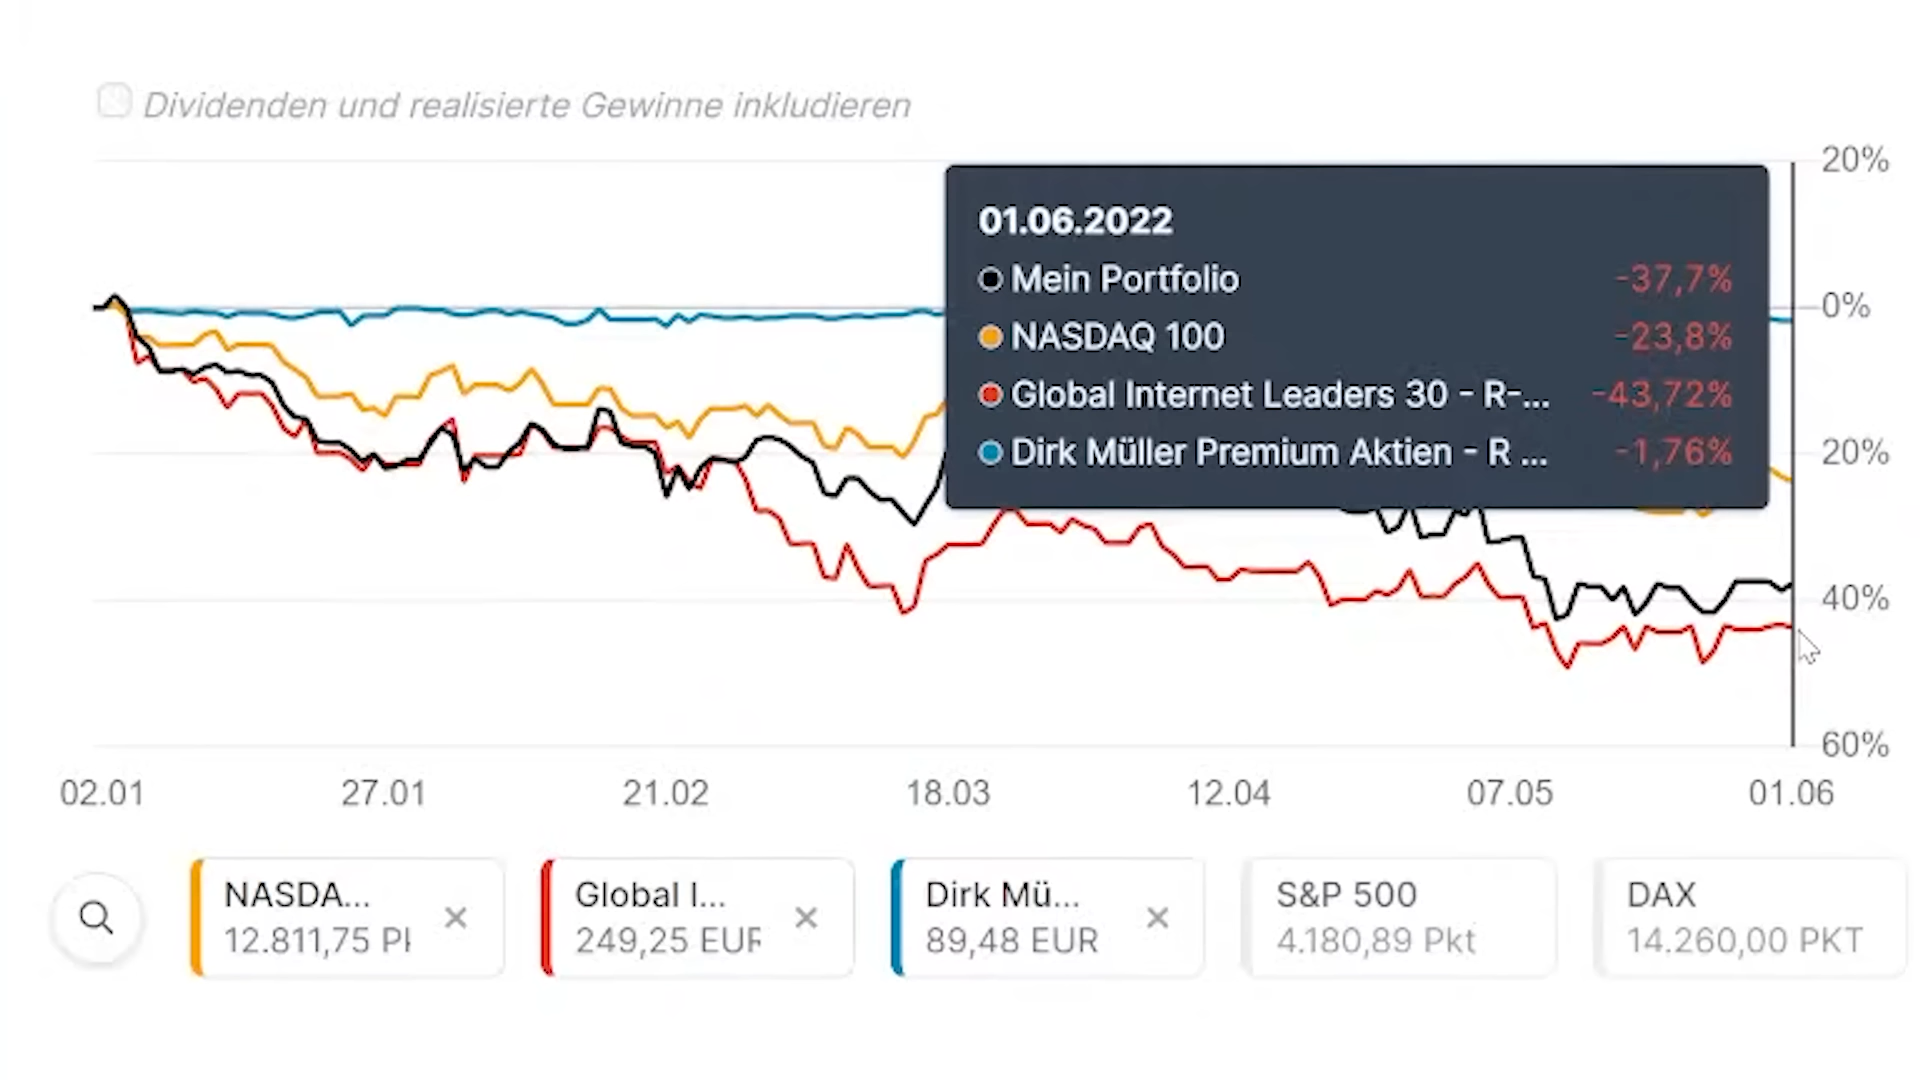 Dividenden und realisierte Gewinne inkludieren
20%
01.06.2022
Mein Portfolio -37,7%
0%
NASDAQ 100 -23,8%
Global Internet Leaders 30 - R-... -43,72%
Dirk Müller Premium Aktien - R ... -1,76%
20%
40%
60%
02.01 27.01 21.02 18.03 12.04 07.05 01.06
NASDA... Global I... Dirk Mü... S&P 500 DAX
12.811,75 Pk 249,25 EUR 89,48 EUR 4.180,89 Pkt 14.260,00 PKT